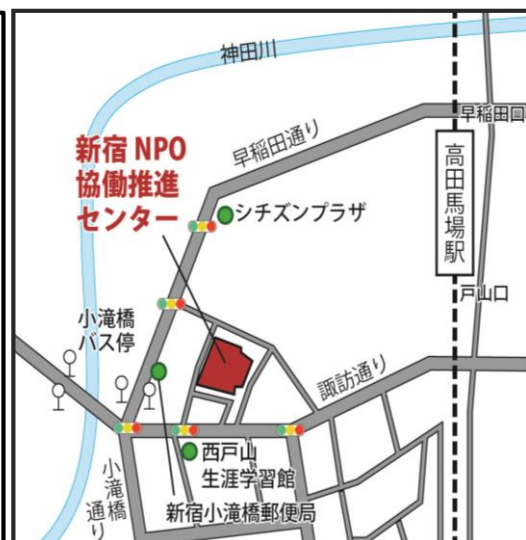 神田川
早稲田口
早稲田通り
新宿 NPO
協働推進
センター
高田馬場駅
シチズンプラザ
戸山口
小滝橋
バス停
諏訪通り
西戸山
生涯学習館
小滝橋
通り
新宿小滝橋郵便局